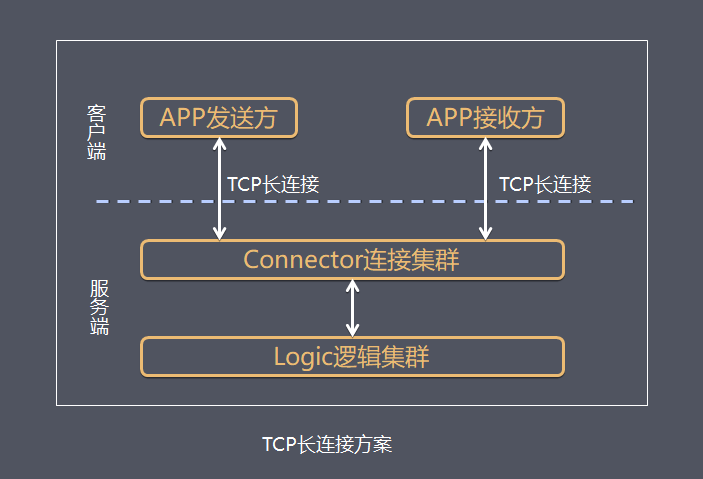 客户端
APP发送方
APP接收方
TCP长连接
TCP长连接
服务端
Connector连接集群
Logic逻辑集群
TCP长连接方案